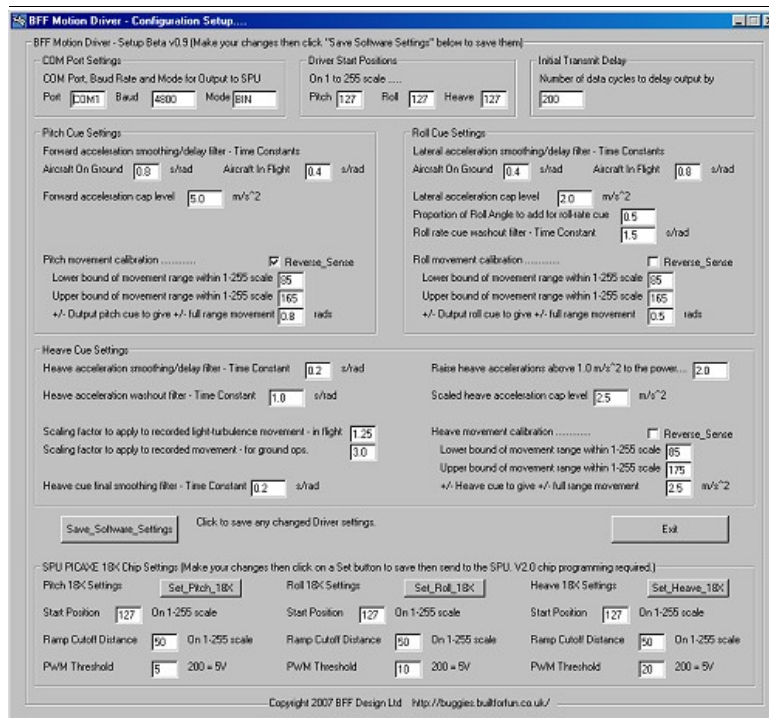 BFF Motion Driver - Configuration Setup....
BFF Motion Driver - Setup Beta v0.9 (Make your changes then click "Save Software Settings" below to save them)
COM Port Settings
COM Port, Baud Rate and Mode for Output to SPU
Port COM1 Baud 4800 Mode BIN
Driver Start Positions
On 1 to 255 scale .....
Pitch 127 Roll 127 Heave 127
Initial Transmit Delay
Number of data cycles to delay output by
200
Pitch Cue Settings
Forward acceleration smoothing/delay filter - Time Constants
Aircraft On Ground 0.8 s/rad Aircraft In Flight 0.4 s/rad
Forward acceleration cap level 5.0 m/s^2
Pitch movement calibration ............ Reverse_Sense
Lower bound of movement range within 1-255 scale 85
Upper bound of movement range within 1-255 scale 165
+/- Output pitch cue to give +/- full range movement 0.8 rads
Roll Cue Settings
Lateral acceleration smoothing/delay filter - Time Constants
Aircraft On Ground 0.4 s/rad Aircraft In Flight 0.8 s/rad
Lateral acceleration cap level 2.0 m/s^2
Proportion of Roll Angle to add for roll-rate cue 0.5
Roll rate cue washout filter - Time Constant 1.5 s/rad
Roll movement calibration ............ Reverse_Sense
Lower bound of movement range within 1-255 scale 85
Upper bound of movement range within 1-255 scale 165
+/- Output roll cue to give +/- full range movement 0.5 rads
Heave Cue Settings
Heave acceleration smoothing/delay filter - Time Constant 0.2 s/rad
Heave acceleration washout filter - Time Constant 1.0 s/rad
Scaling factor to apply to recorded light-turbulence movement - in flight 1.25
Scaling factor to apply to recorded movement - for ground ops. 3.0
Heave cue final smoothing filter - Time Constant 0.2 s/rad
Raise heave accelerations above 1.0 m/s^2 to the power.... 2.0
Scaled heave acceleration cap level 2.5 m/s^2
Heave movement calibration ............ Reverse_Sense
Lower bound of movement range within 1-255 scale 85
Upper bound of movement range within 1-255 scale 175
+/- Heave cue to give +/- full range movement 2.5 m/s^2
Save_Software_Settings Click to save any changed Driver settings. Exit
SPU PICAXE 18X Chip Settings (Make your changes then click on a Set button to save then send to the SPU. V2.0 chip programming required.)
Pitch 18X Settings Set_Pitch_18X
Start Position 127 On 1-255 scale
Ramp Cutoff Distance 50 On 1-255 scale
PWM Threshold 5 200 = 5V
Roll 18X Settings Set_Roll_18X
Start Position 127 On 1-255 scale
Ramp Cutoff Distance 50 On 1-255 scale
PWM Threshold 10 200 = 5V
Heave 18X Settings Set_Heave_18X
Start Position 127 On 1-255 scale
Ramp Cutoff Distance 50 On 1-255 scale
PWM Threshold 20 200 = 5V
Copyright 2007 BFF Design Ltd http://buggies.builtforfun.co.uk/